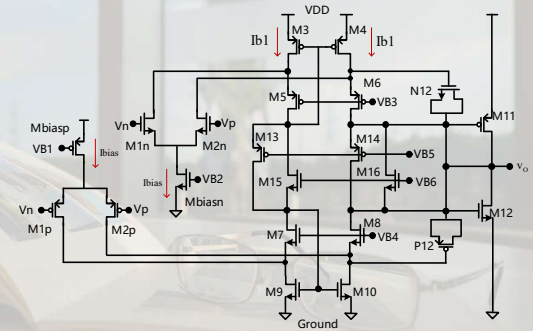 VDD
M3
M4
Ib1
Ib1
M6
M5
VB3
N12
M11
Mbiasp
Vn
Vp
M1n
M2n
M13
M14
VB1
Ibias
VB5
Ibias
VB2
M15
M16
VB6
vo
Mbiasn
Vn
Vp
M12
M1p
M2p
M7
M8
VB4
P12
M9
M10
Ground